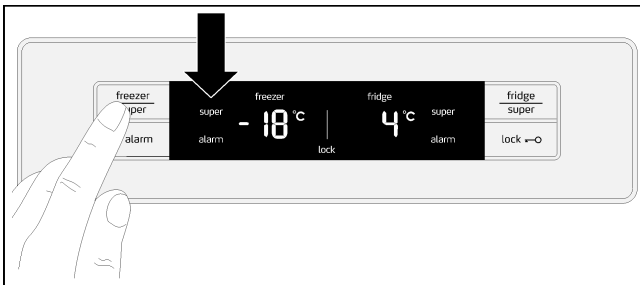 freezer
super
alarm
freezer
super
alarm
- 18 °C
lock
fridge
4 °C
super
alarm
fridge
super
lock